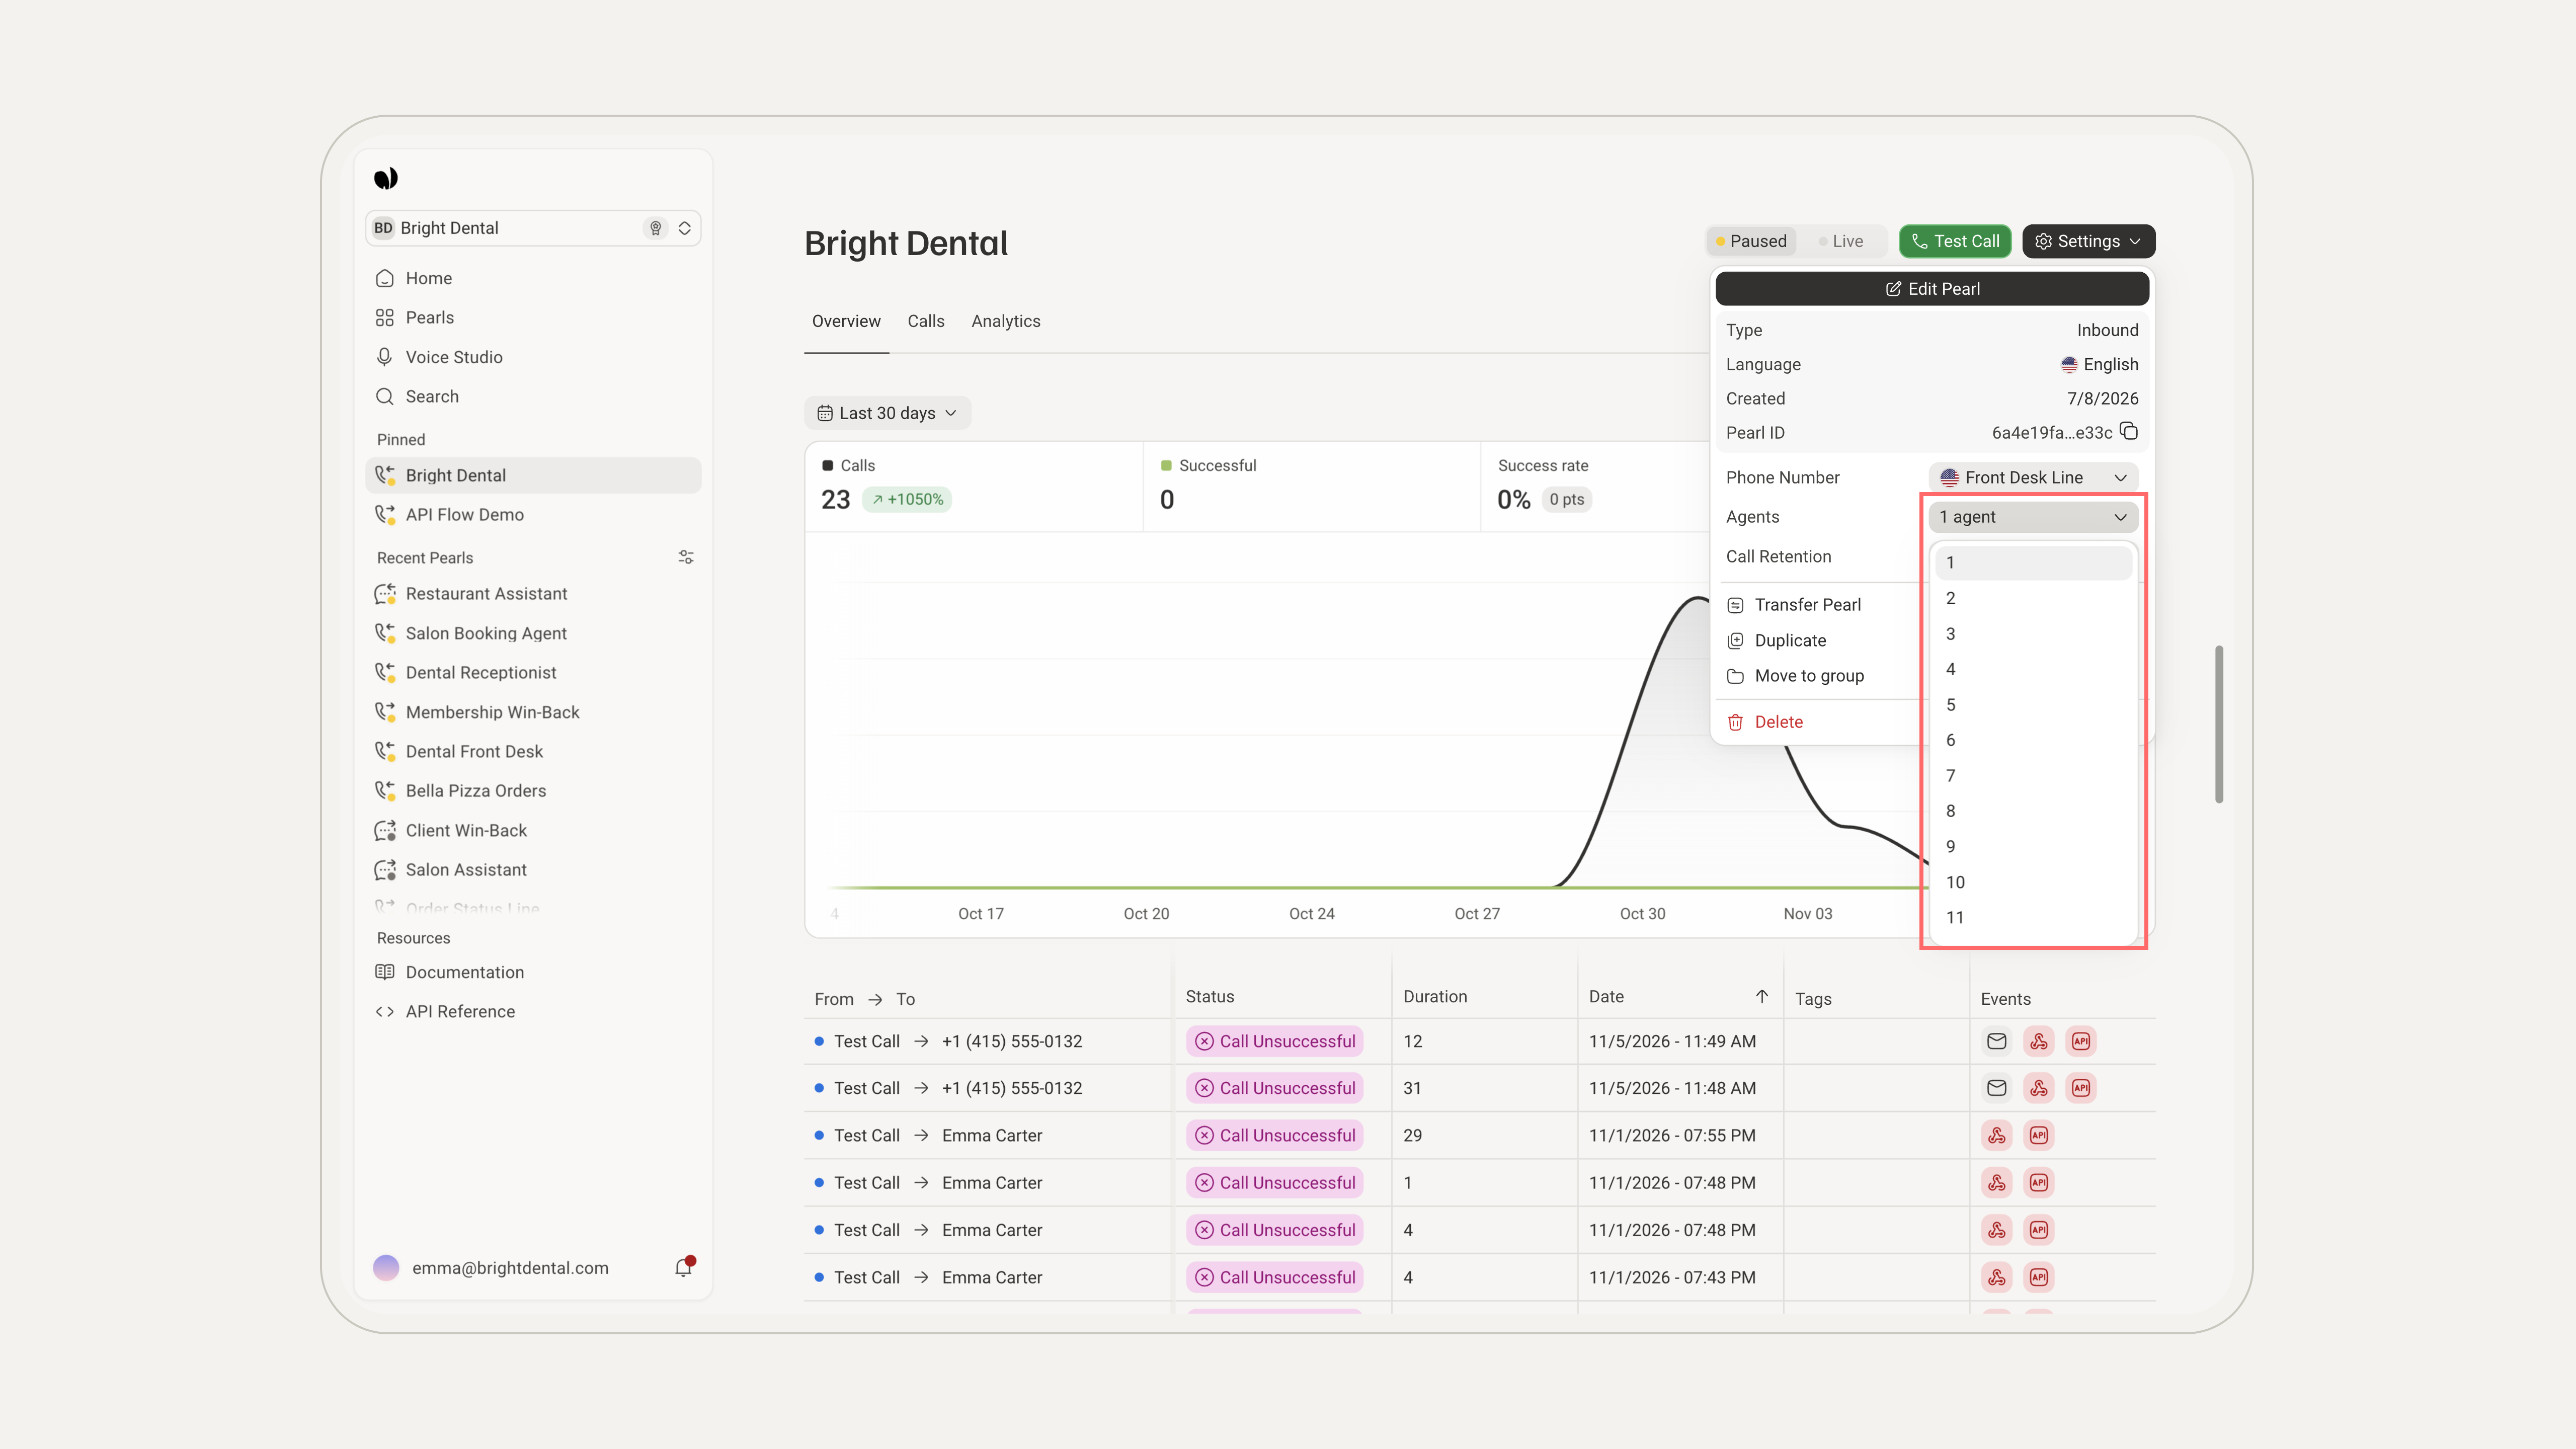 BD Bright Dental
Home
Pearls
Voice Studio
Search
Pinned
Bright Dental
API Flow Demo
Recent Pearls
Restaurant Assistant
Salon Booking Agent
Dental Receptionist
Membership Win-Back
Dental Front Desk
Bella Pizza Orders
Client Win-Back
Salon Assistant
Order Status Line
Resources
Documentation
API Reference
emma@brightdental.com
Bright Dental
Paused
Live
Test Call
Settings
Overview
Calls
Analytics
Last 30 days
Calls
23
+1050%
Successful
0
Success rate
0%
0 pts
4
Oct 17
Oct 20
Oct 24
Oct 27
Oct 30
Nov 03
Edit Pearl
Type Inbound
Language English
Created 7/8/2026
Pearl ID 6a4e19fa...e33c
Phone Number Front Desk Line
Agents 1 agent
Call Retention
Transfer Pearl
Duplicate
Move to group
Delete
1
2
3
4
5
6
7
8
9
10
11
From → To Status Duration Date Tags Events
Test Call → +1 (415) 555-0132 Call Unsuccessful 12 11/5/2026 - 11:49 AM API
Test Call → +1 (415) 555-0132 Call Unsuccessful 31 11/5/2026 - 11:48 AM API
Test Call → Emma Carter Call Unsuccessful 29 11/1/2026 - 07:55 PM API
Test Call → Emma Carter Call Unsuccessful 1 11/1/2026 - 07:48 PM API
Test Call → Emma Carter Call Unsuccessful 4 11/1/2026 - 07:48 PM API
Test Call → Emma Carter Call Unsuccessful 4 11/1/2026 - 07:43 PM API